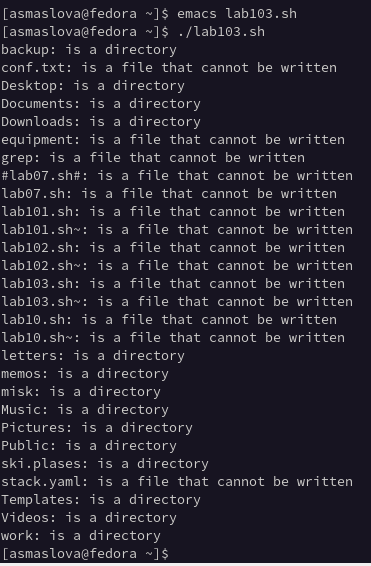 [asmaslova@fedora ~]$ emacs lab103.sh
[asmaslova@fedora ~]$ ./lab103.sh
backup: is a directory
conf.txt: is a file that cannot be written
Desktop: is a directory
Documents: is a directory
Downloads: is a directory
equipment: is a file that cannot be written
grep: is a file that cannot be written
#lab07.sh#: is a file that cannot be written
lab07.sh: is a file that cannot be written
lab101.sh: is a file that cannot be written
lab101.sh~: is a file that cannot be written
lab102.sh: is a file that cannot be written
lab102.sh~: is a file that cannot be written
lab103.sh: is a file that cannot be written
lab103.sh~: is a file that cannot be written
lab10.sh: is a file that cannot be written
lab10.sh~: is a file that cannot be written
letters: is a directory
memos: is a directory
misk: is a directory
Music: is a directory
Pictures: is a directory
Public: is a directory
ski.plases: is a directory
stack.yaml: is a file that cannot be written
Templates: is a directory
Videos: is a directory
work: is a directory
[asmaslova@fedora ~]$